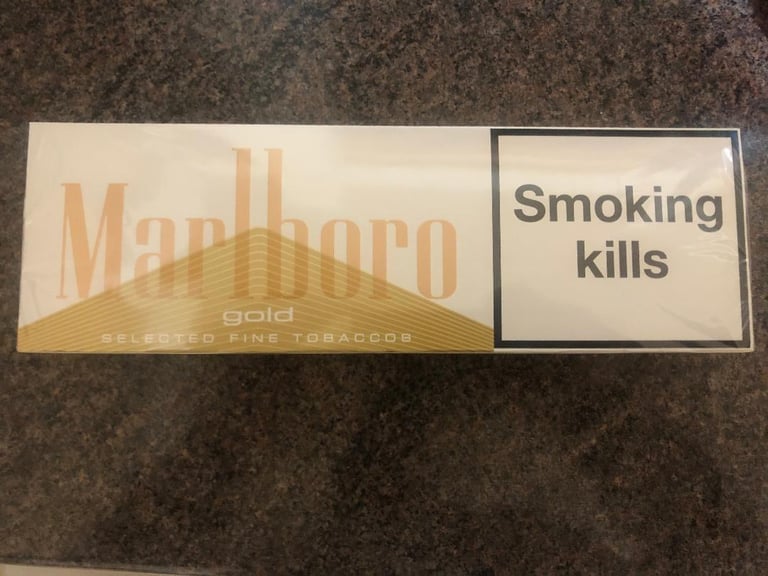 Marlboro
gold
SELECTED FINE TOBACCOS
Smoking
kills